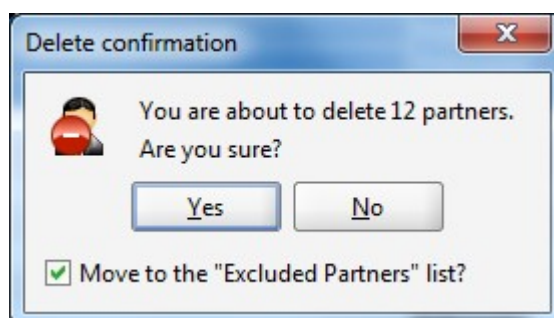 Delete confirmation
You are about to delete 12 partners.
Are you sure?
Yes
No
Move to the "Excluded Partners" list?